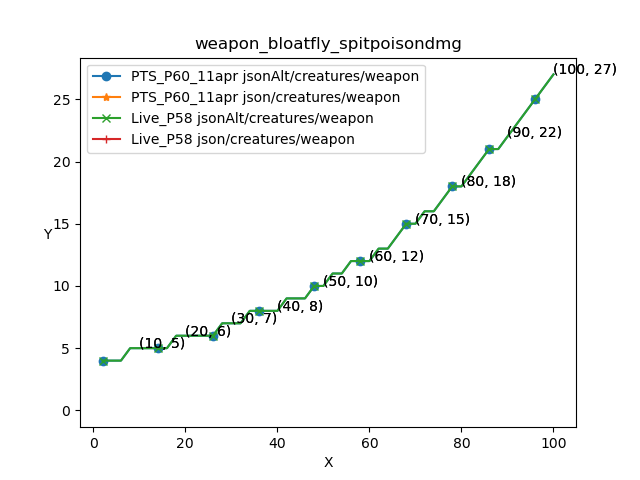 weapon_bloatfly_spitpoisondmg
PTS_P60_11apr jsonAlt/creatures/weapon
PTS_P60_11apr json/creatures/weapon
Live_P58 jsonAlt/creatures/weapon
Live_P58 json/creatures/weapon
(100, 27)
(90, 22)
(80, 18)
(70, 15)
(60, 12)
(50, 10)
(40, 8)
(30, 7)
(20, 6)
(10, 5)
25
20
15
10
5
0
Y
0 20 40 60 80 100
X